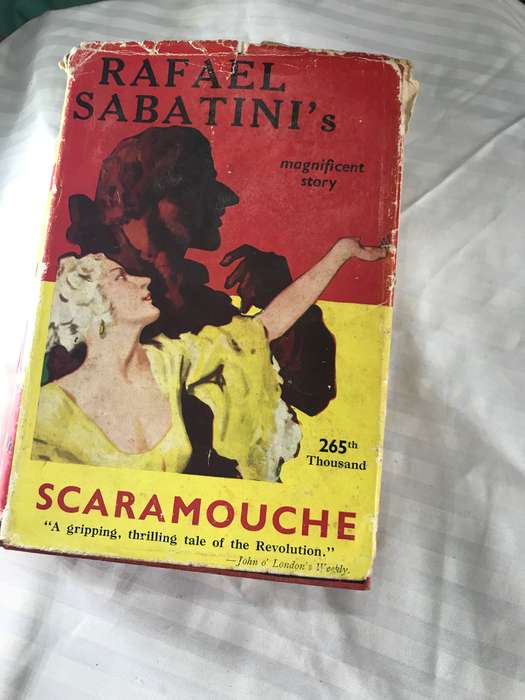 RAFAEL
SABATINI's
magnificent
story
265th
Thousand
SCARAMOUCHE
"A gripping, thrilling tale of the Revolution."
—John o' London's Weekly.